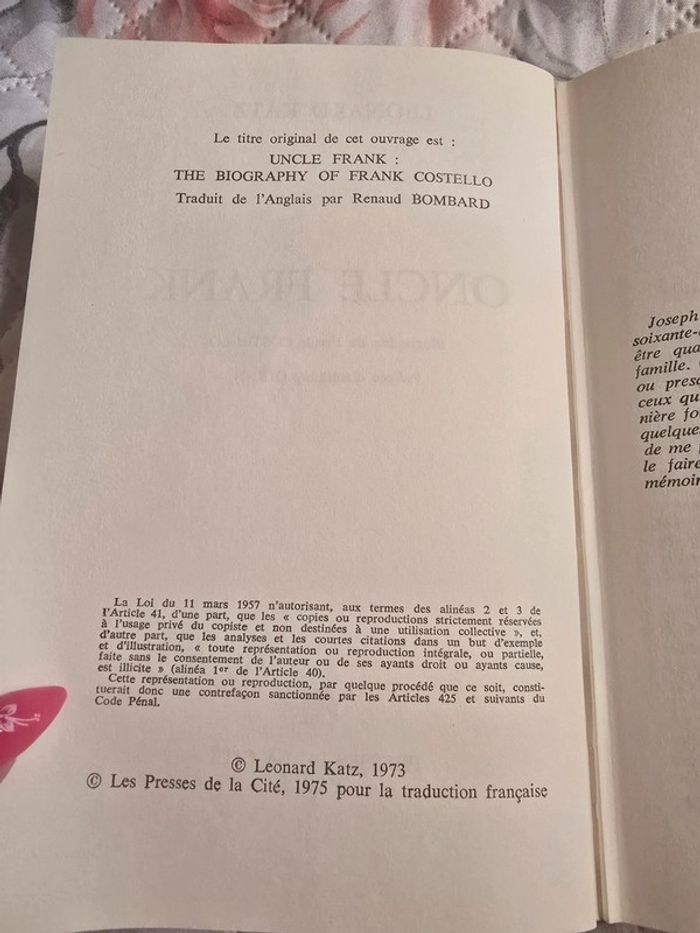 Le titre original de cet ouvrage est :
UNCLE FRANK :
THE BIOGRAPHY OF FRANK COSTELLO
Traduit de l'Anglais par Renaud BOMBARD
ONCLE FRANK
La Loi du 11 mars 1957 n'autorisant, aux termes des alinéas 2 et 3 de
l'Article 41, d'une part, que les « copies ou reproductions strictement réservées
à l'usage privé du copiste et non destinées à une utilisation collective », et,
d'autre part, que les analyses et les courtes citations dans un but d'exemple
et d'illustration, « toute représentation ou reproduction intégrale, ou partielle,
faite sans le consentement de l'auteur ou de ses ayants droit ou ayants cause,
est illicite » (alinéa 1er de l'Article 40).
Cette représentation ou reproduction, par quelque procédé que ce soit, consti-
tuerait donc une contrefaçon sanctionnée par les Articles 425 et suivants du
Code Pénal.
© Leonard Katz, 1973
© Les Presses de la Cité, 1975 pour la traduction française
Joseph
soixante-
être qua
famille.
ou presq
ceux qu
nière fo
quelque
de me
le faire
mémoir